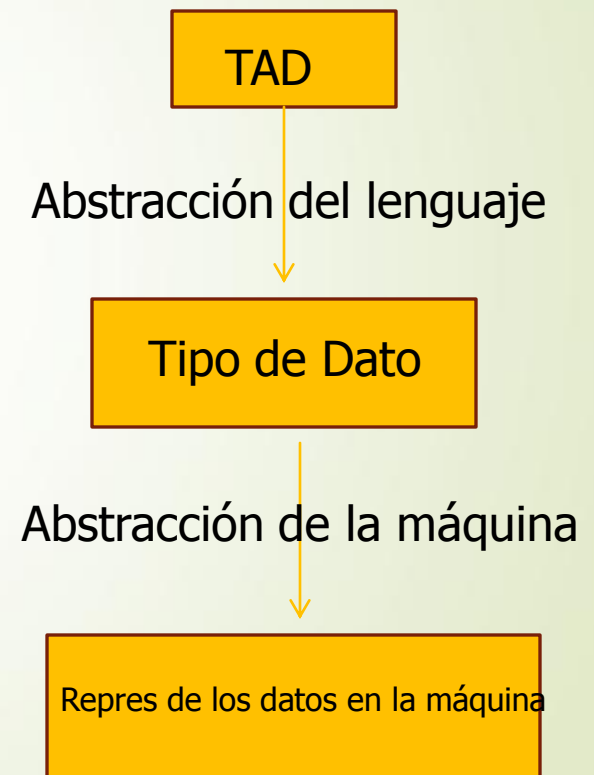 TAD
Abstracción del lenguaje
Tipo de Dato
Abstracción de la máquina
Repres de los datos en la máquina